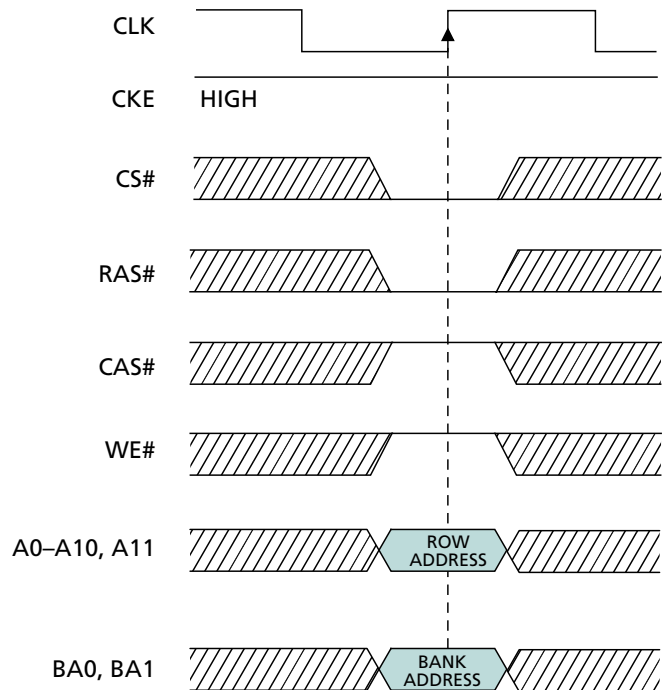 CLK
CKE HIGH
CS#
RAS#
CAS#
WE#
A0–A10, A11 ROW
ADDRESS
BA0, BA1 BANK
ADDRESS